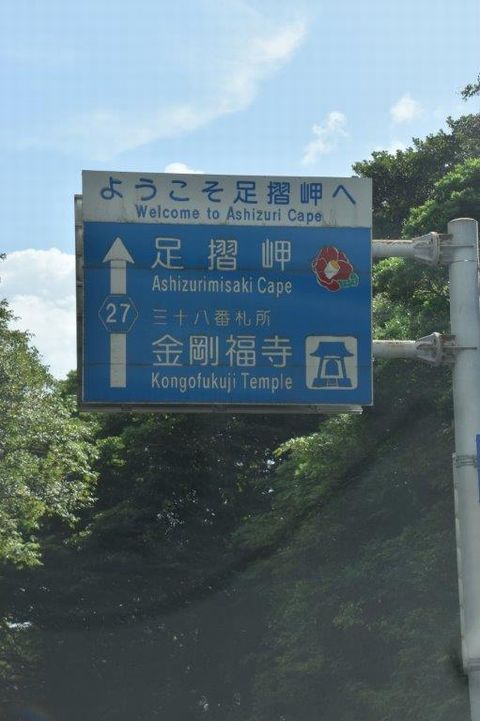 ようこそ足摺岬へ
Welcome to Ashizuri Cape
足摺岬
Ashizurimisaki Cape
27
三十八番札所
金剛福寺
Kongofukuji Temple